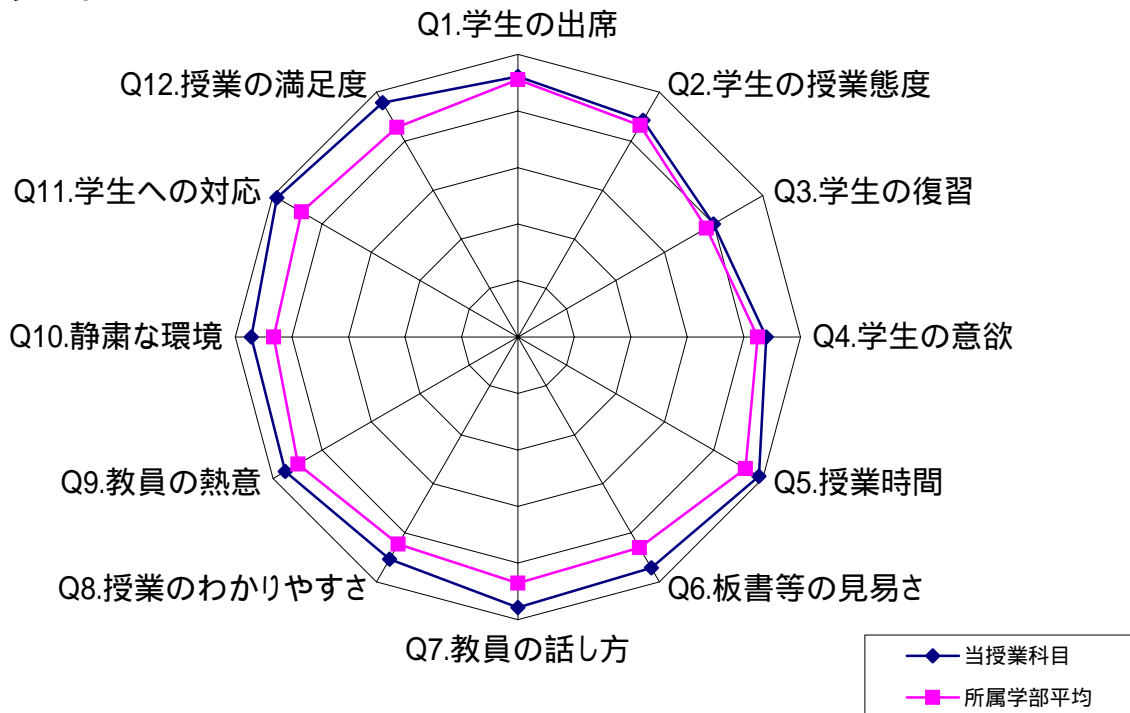 Q1.学生の出席
Q2.学生の授業態度
Q3.学生の復習
Q4.学生の意欲
Q5.授業時間
Q6.板書等の見易さ
Q7.教員の話し方
Q8.授業のわかりやすさ
Q9.教員の熱意
Q10.静粛な環境
Q11.学生への対応
Q12.授業の満足度
当授業科目
所属学部平均